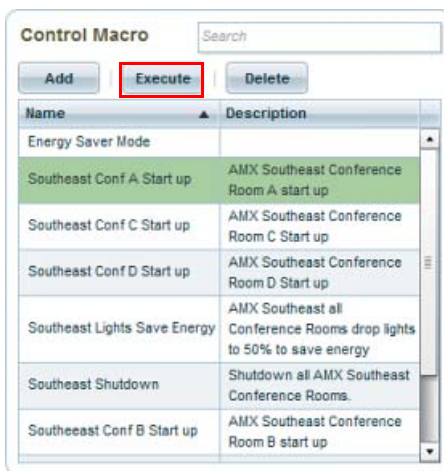 Control Macro
Search
Add
Execute
Delete
Name
Description
Energy Saver Mode
Southeast Conf A Start up
AMX Southeast Conference
Room A start up
Southeast Conf C Start up
AMX Southeast Conference
Room C Start up
Southeast Conf D Start up
AMX Southeast Conference
Room D Start up
Southeast Lights Save Energy
AMX Southeast all
Conference Rooms drop lights
to 50% to save energy
Southeast Shutdown
Shutdown all AMX Southeast
Conference Rooms.
Southeeast Conf B Start up
AMX Southeast Conference
Room B start up